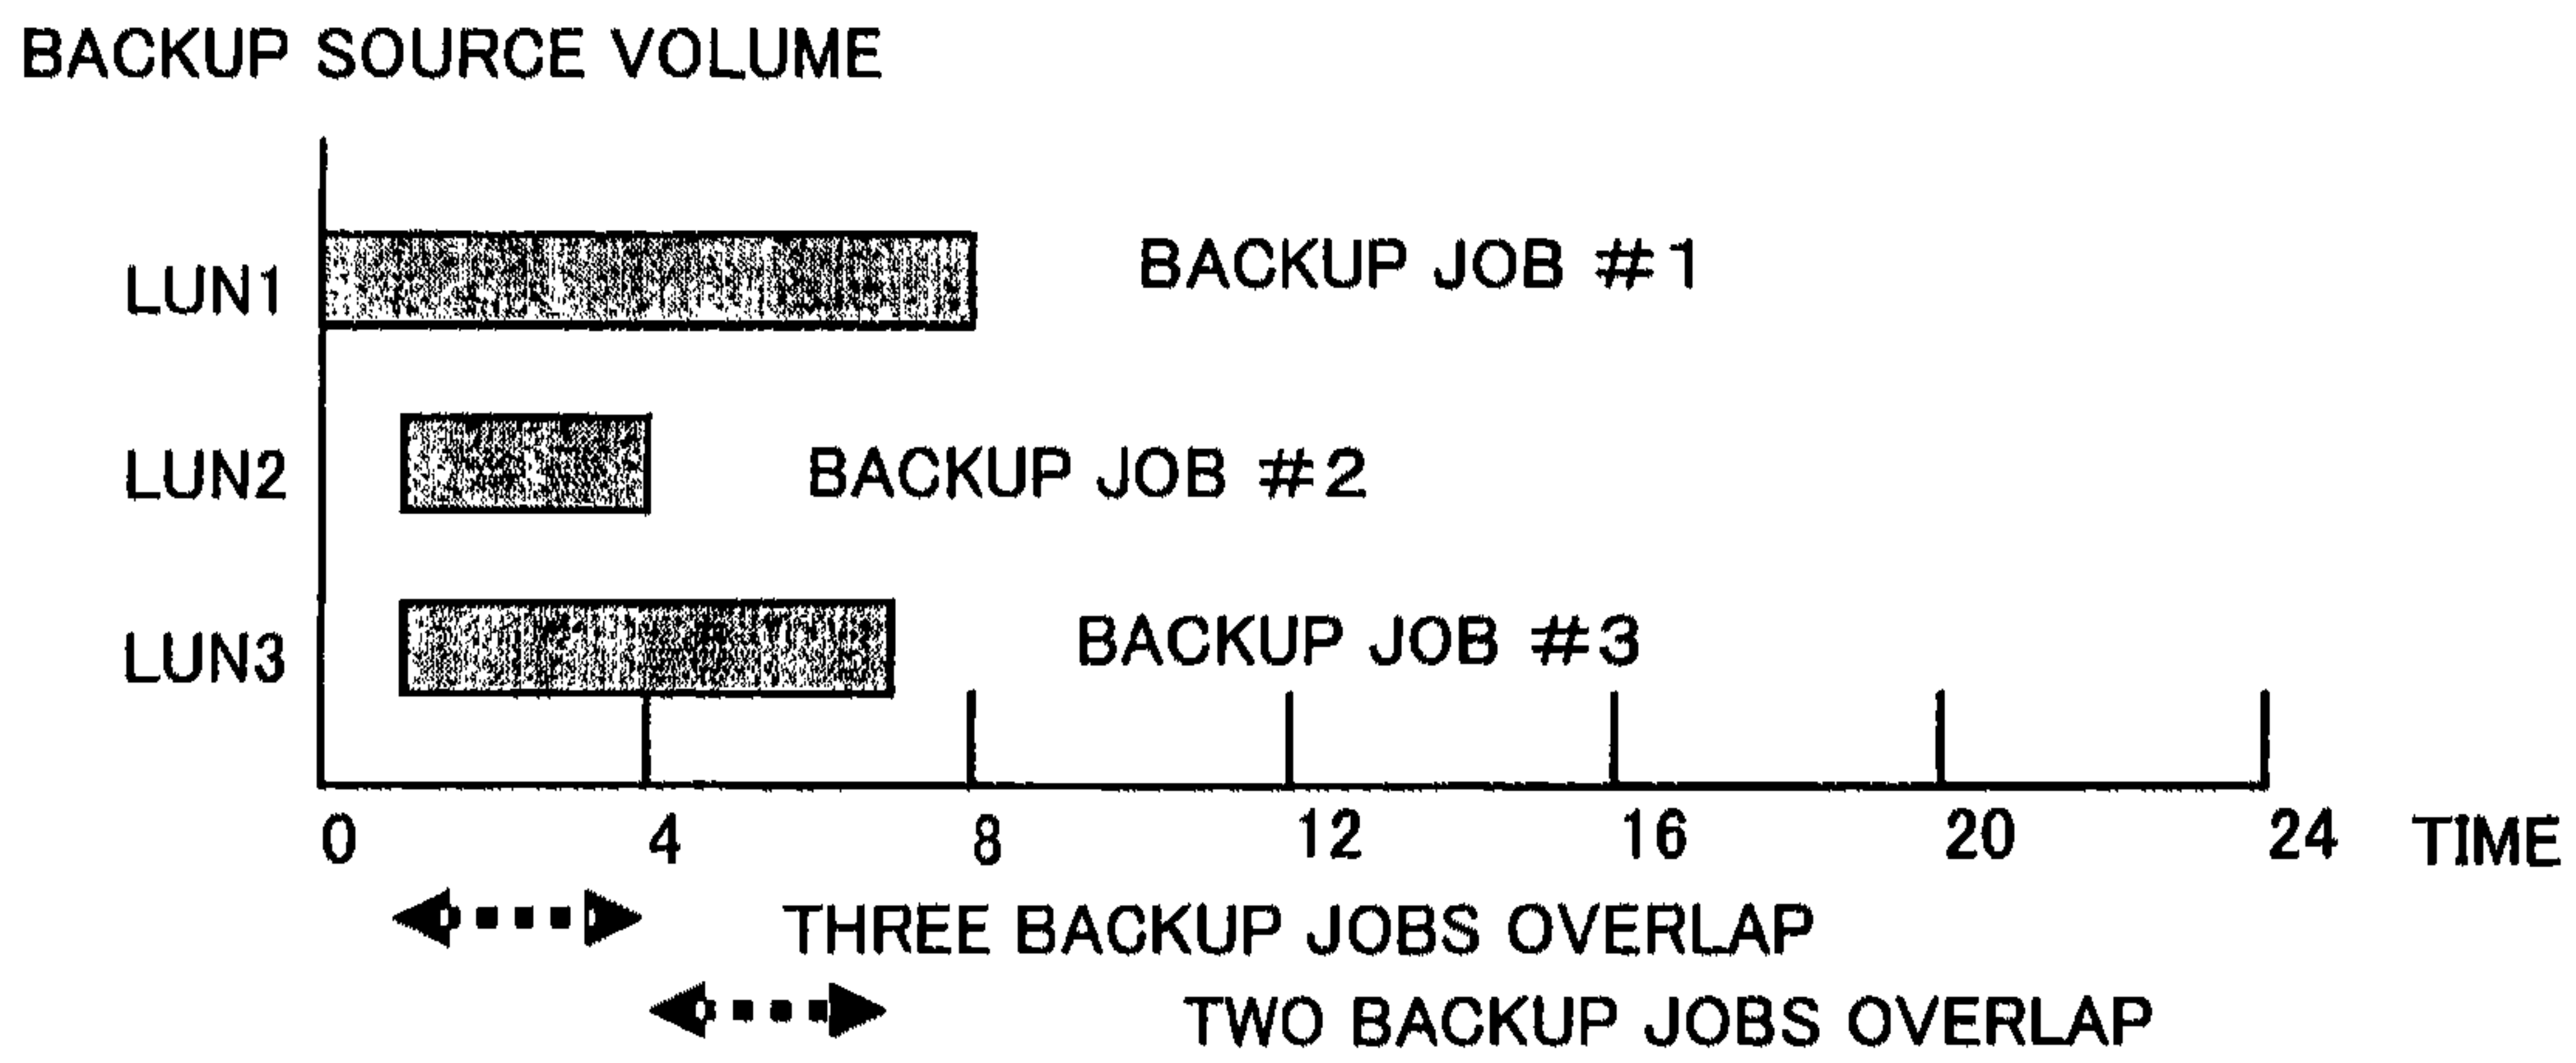 BACKUP SOURCE VOLUME
LUN1 BACKUP JOB #1
LUN2 BACKUP JOB #2
LUN3 BACKUP JOB #3
0 4 8 12 16 20 24 TIME
THREE BACKUP JOBS OVERLAP
TWO BACKUP JOBS OVERLAP